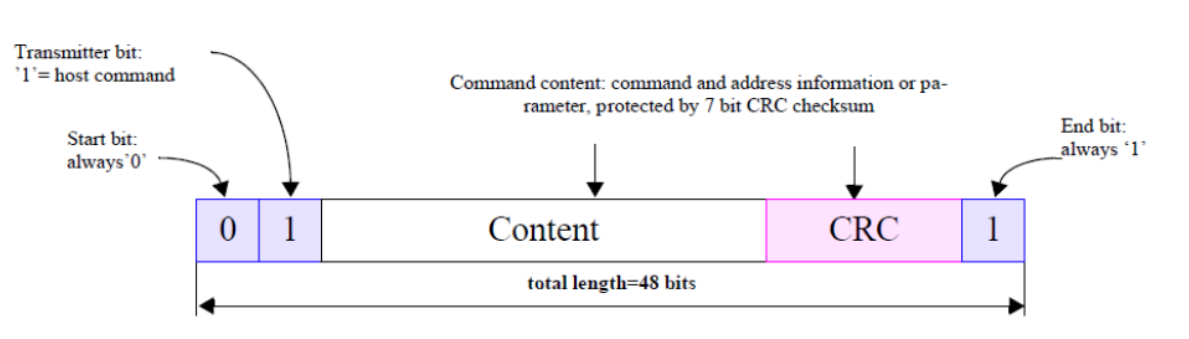 Transmitter bit:
'1'= host command
Command content: command and address information or pa-
rameter, protected by 7 bit CRC checksum
Start bit:
always'0'
End bit:
always '1'
0 1 Content CRC 1
total length=48 bits